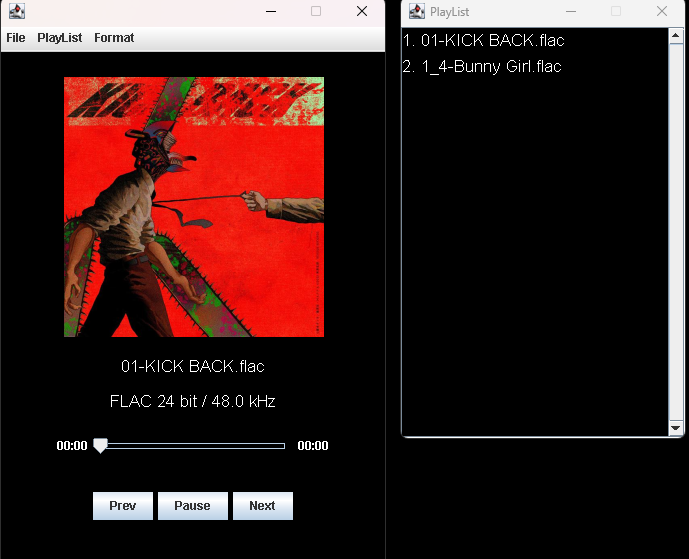 File PlayList Format
01-KICK BACK.flac
FLAC 24 bit / 48.0 kHz
00:00 00:00
Prev Pause Next
PlayList
1. 01-KICK BACK.flac
2. 1_4-Bunny Girl.flac